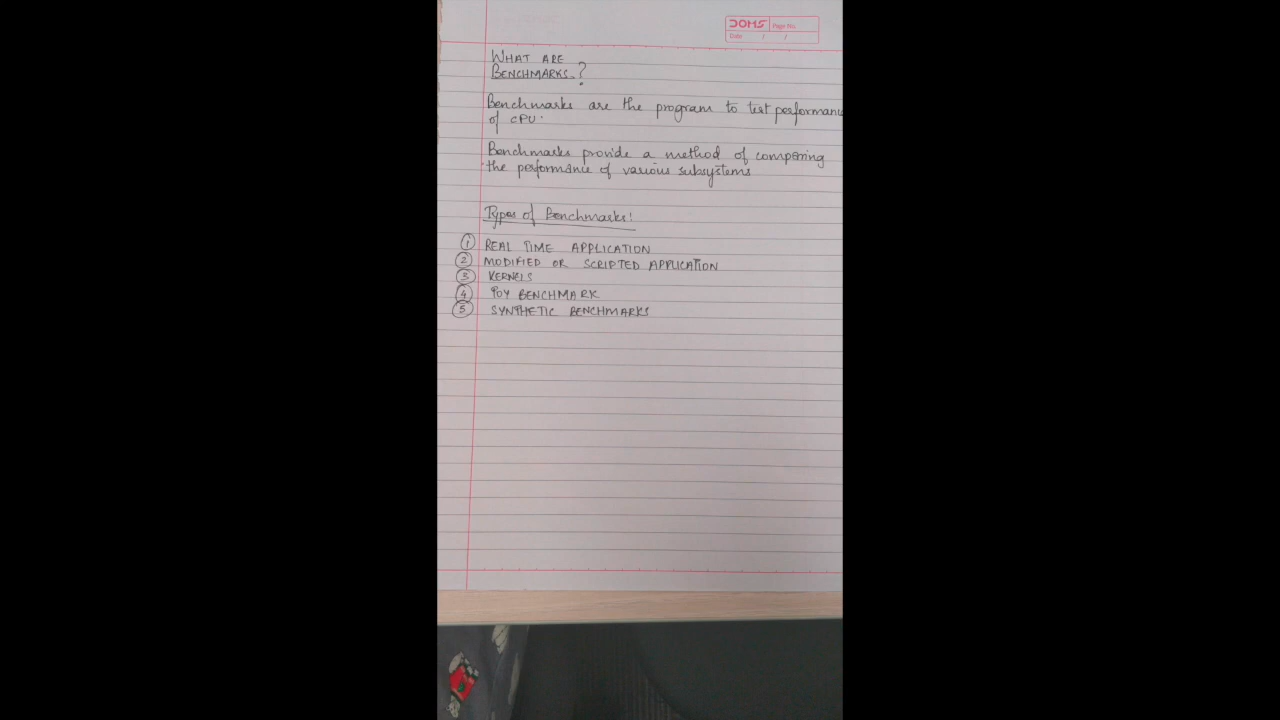 DOMS Page No.
Date / /
WHAT ARE
BENCHMARKS.?
Benchmarks are the program to test performance
of CPU.
Benchmarks provide a method of comparing
the performance of various subsystems
Types of Benchmarks:
① REAL TIME APPLICATION
② MODIFIED OR SCRIPTED APPLICATION
③ KERNELS
④ TOY BENCHMARK
⑤ SYNTHETIC BENCHMARKS